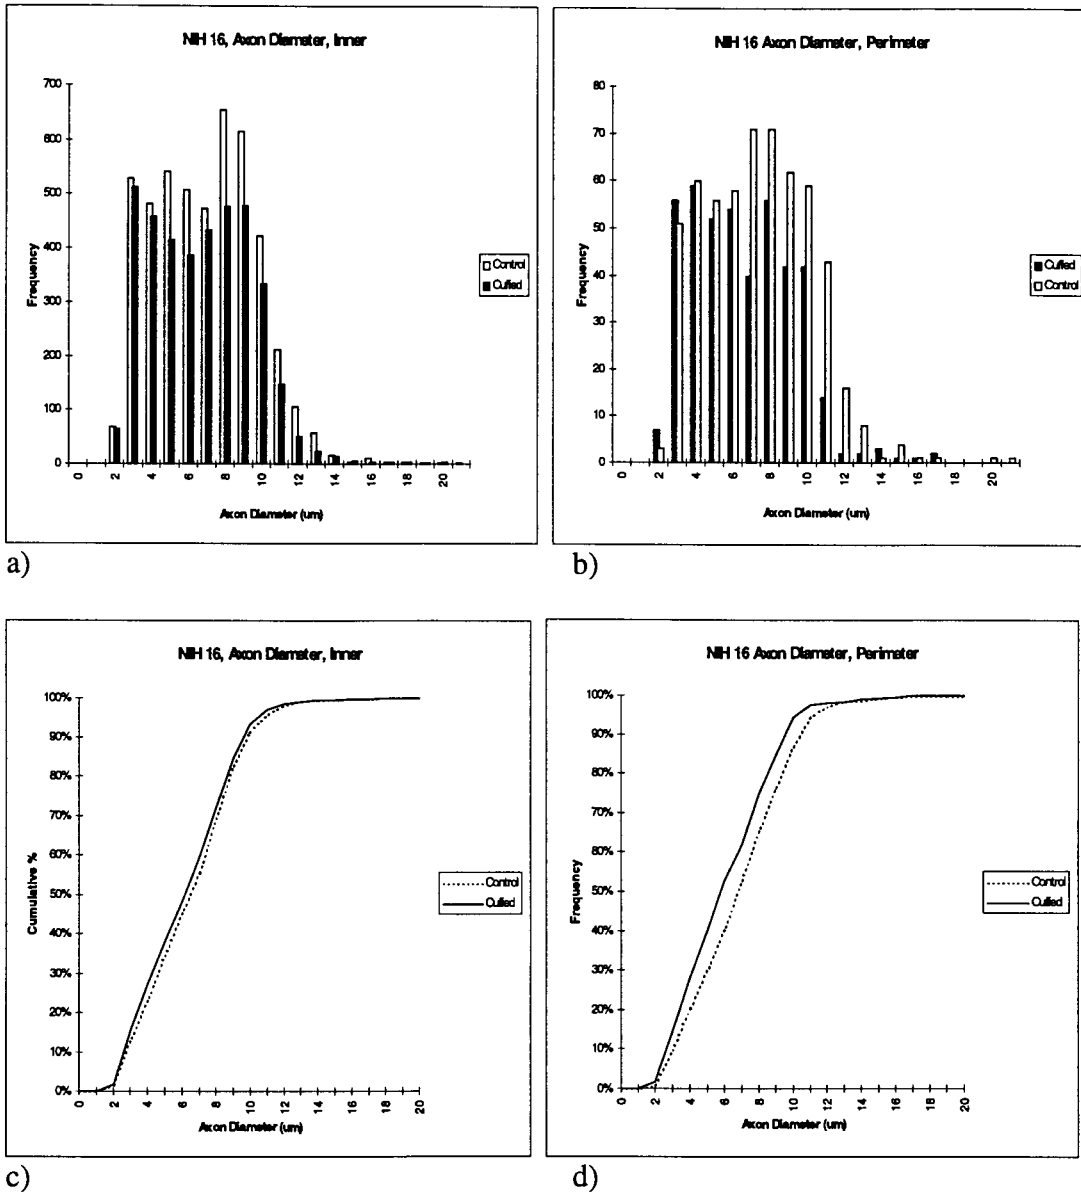 NIH 16, Axon Diameter, Inner
700
600
500
400
300
200
100
0
Frequency
0 2 4 6 8 10 12 14 16 18 20
Axon Diameter (um)
Control
Cuffed
a)
NIH 16 Axon Diameter, Perimeter
80
70
60
50
40
30
20
10
0
Frequency
0 2 4 6 8 10 12 14 16 18 20
Axon Diameter (um)
Cuffed
Control
b)
NIH 16, Axon Diameter, Inner
100%
90%
80%
70%
60%
50%
40%
30%
20%
10%
0%
Cumulative %
0 2 4 6 8 10 12 14 16 18 20
Axon Diameter (um)
Control
Cuffed
c)
NIH 16 Axon Diameter, Perimeter
100%
90%
80%
70%
60%
50%
40%
30%
20%
10%
0%
Frequency
0 2 4 6 8 10 12 14 16 18 20
Axon Diameter (um)
Control
Cuffed
d)